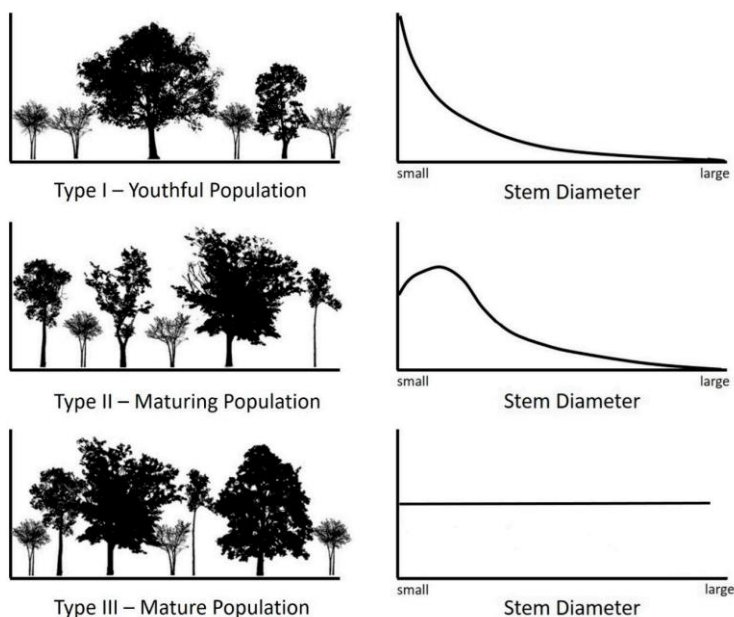 small large
Type I – Youthful Population Stem Diameter
small large
Type II – Maturing Population Stem Diameter
small large
Type III – Mature Population Stem Diameter